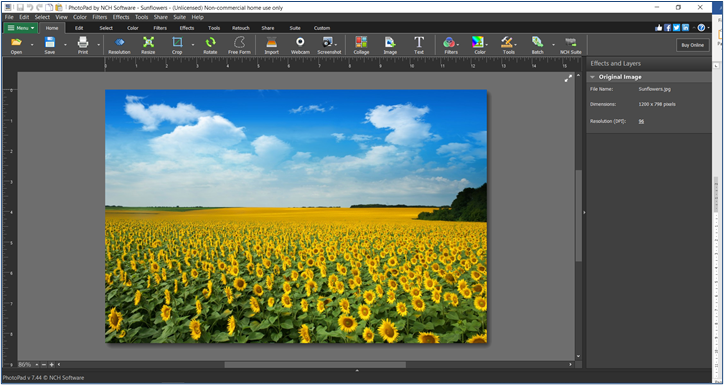 PhotoPad by NCH Software - Sunflowers - (Unlicensed) Non-commercial home use only
File Edit Select View Color Filters Effects Tools Share Suite Help
Menu Home Edit Select Color Filters Effects Tools Retouch Share Suite Custom
Open Save Print Resolution Resize Crop Rotate Free Form Import Webcam Screenshot Collage Image Text Filters Color Tools Batch NCH Suite Buy Online
Effects and Layers
Original Image
File Name: Sunflowers.jpg
Dimensions: 1200 x 798 pixels
Resolution (DPI): 96
86%
PhotoPad v 7.44 © NCH Software